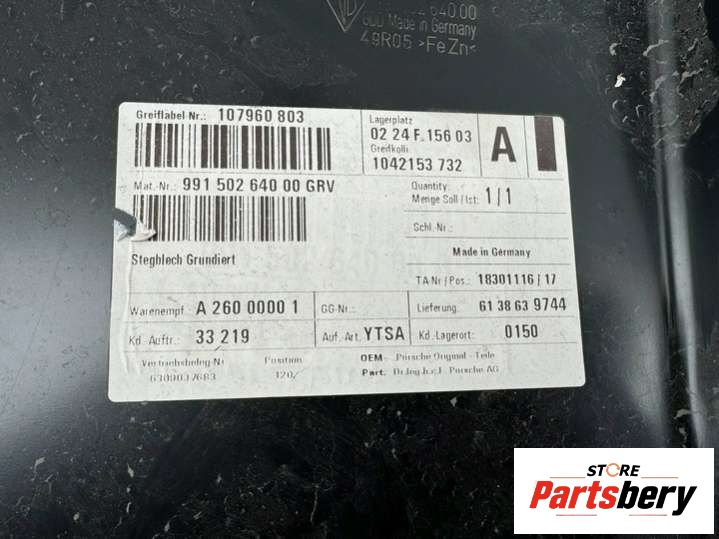 640.00
Made in Germany
49R05 >FeZn<
Greiflabel-Nr.: 107960 803
Lagerplatz
02 24 F 156 03
Greifkolli
1042153 732
A
Mat.-Nr.: 991 502 640 00 GRV
Quantity:
Menge Soll / Ist: 1 / 1
Schl.-Nr.:
Stegblech Grundiert
Made in Germany
TA-Nr / Pos.: 18301116 / 17
Warenempf.: A 260 0000 1
GG-Nr.:
Lieferung: 61 38 63 9744
Kd.-Auftr.: 33 219
Auf. Art. YTSA
Kd.-Lagerort: 0150
Vertriebsbeleg-Nr.
Position
OEM - Porsche Original - Teile
6300037683
120/
Part. Dr.Ing.h.c.F. Porsche AG
STORE
Partsbery